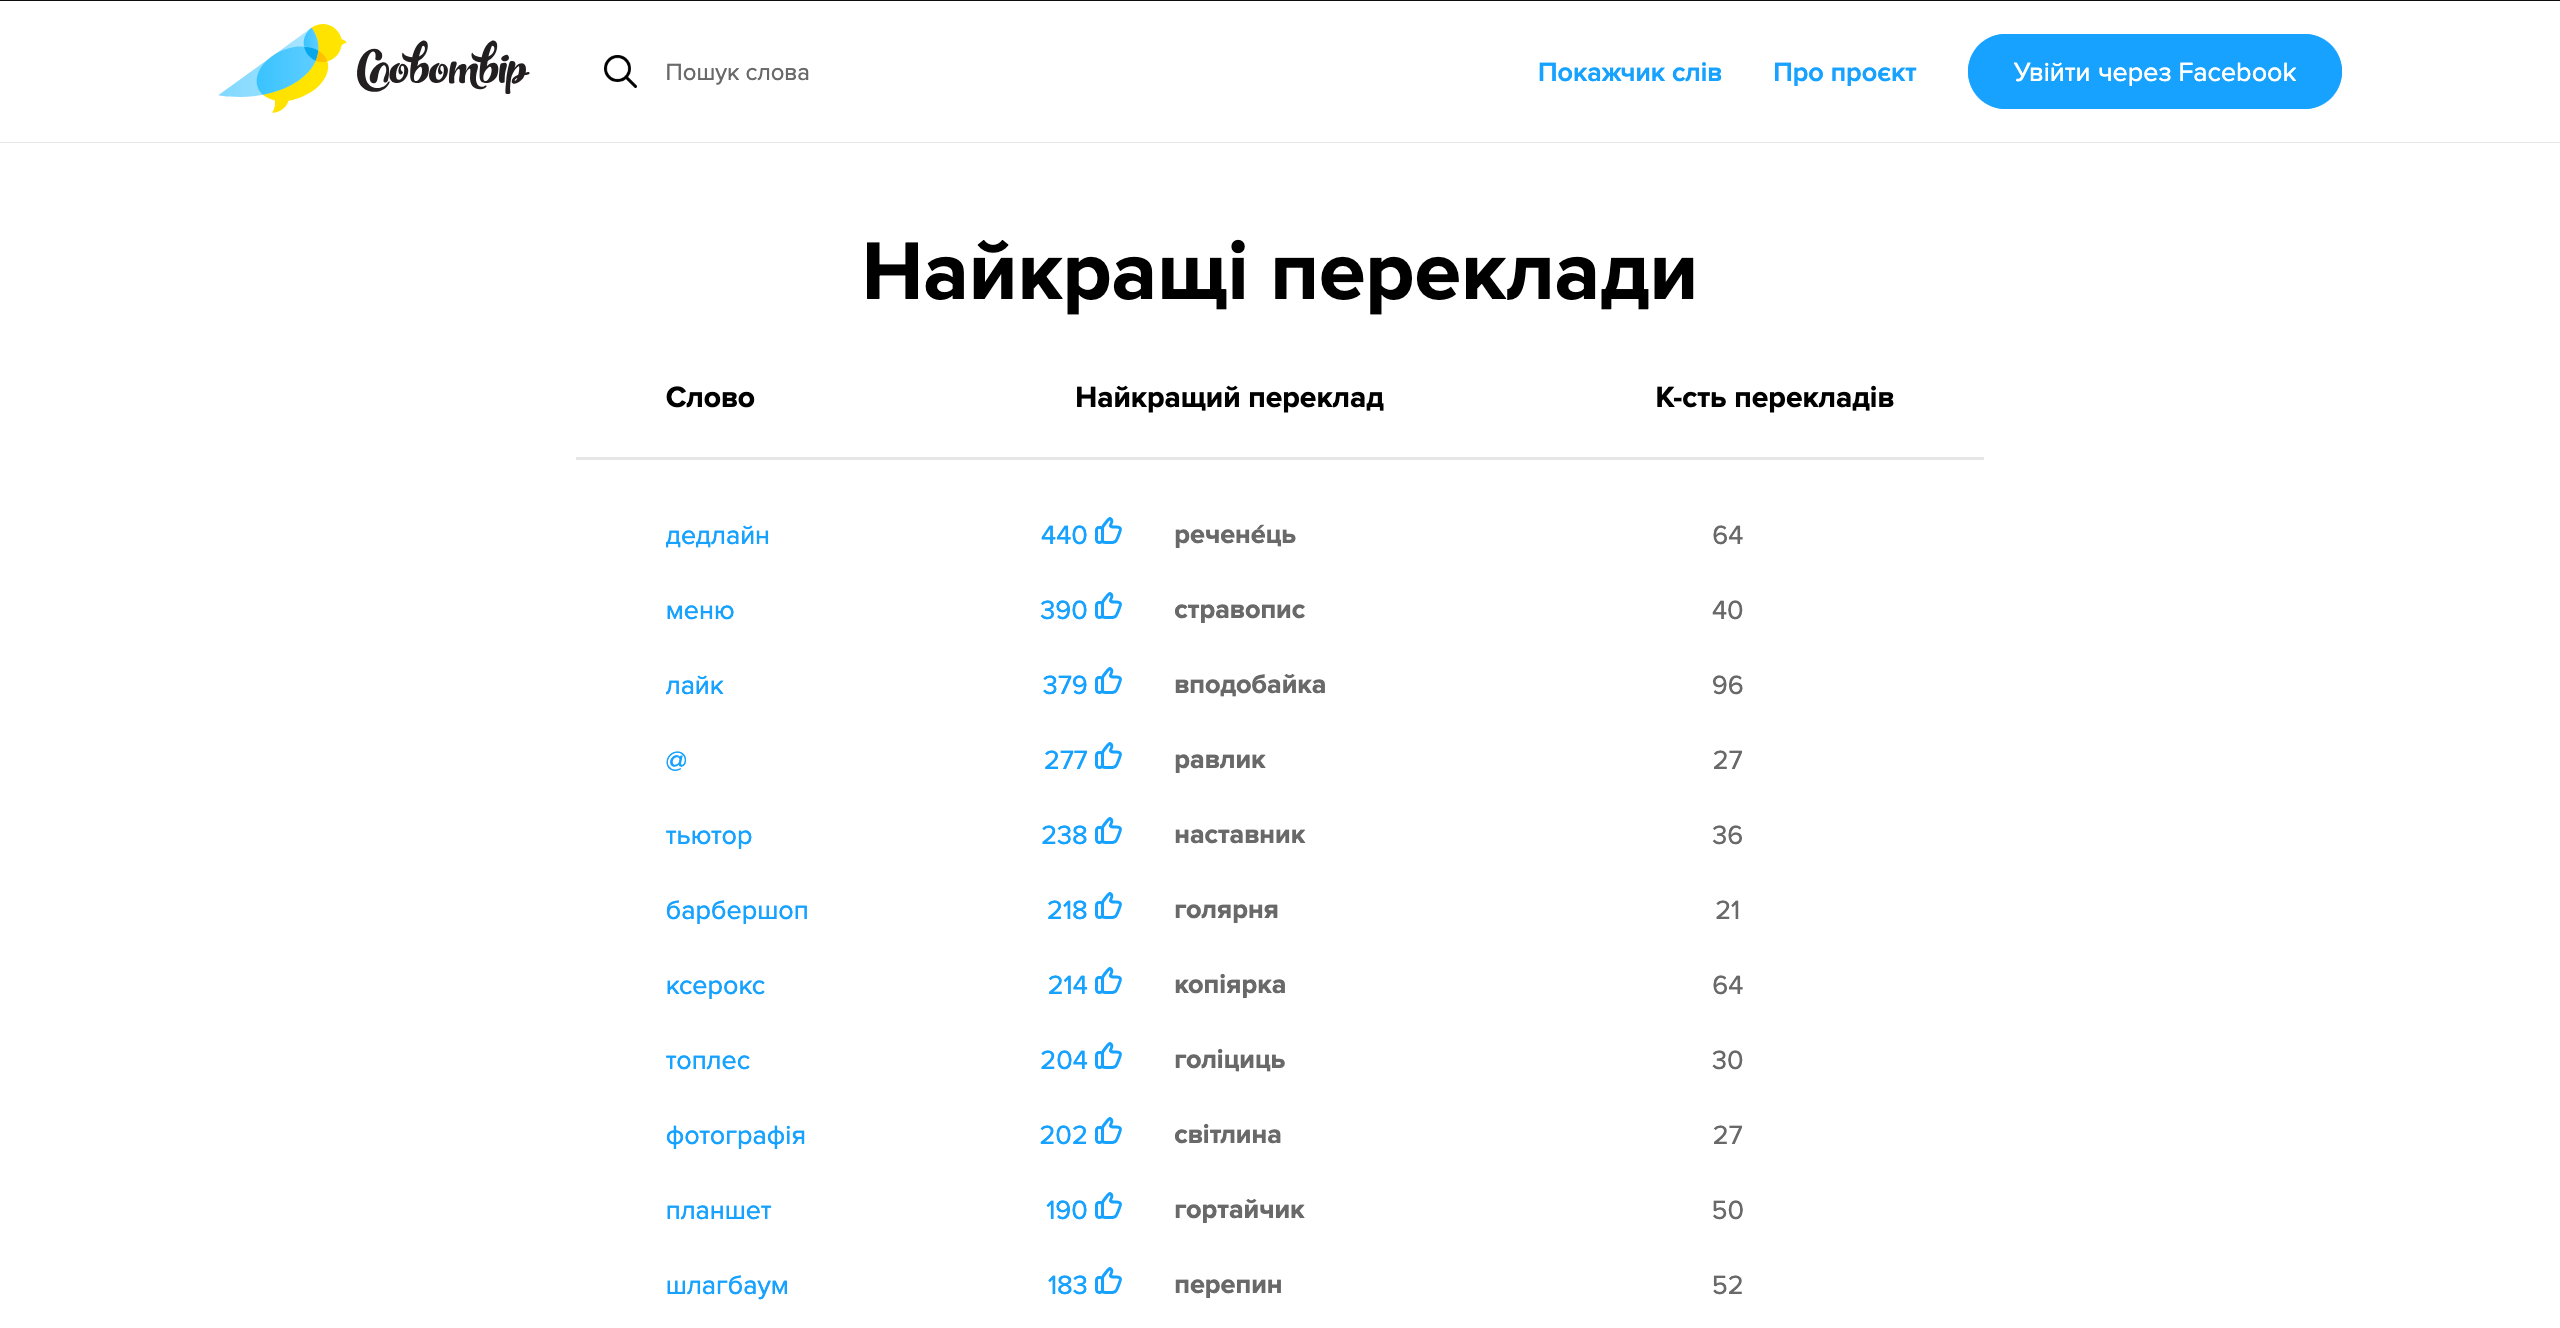 Словотвір Пошук слова Покажчик слів Про проєкт Увійти через Facebook
Найкращі переклади
Слово Найкращий переклад К-сть перекладів
дедлайн 440 речене́ць 64
меню 390 стравопис 40
лайк 379 вподобайка 96
@ 277 равлик 27
тьютор 238 наставник 36
барбершоп 218 голярня 21
ксерокс 214 копіярка 64
топлес 204 голіциць 30
фотографія 202 світлина 27
планшет 190 гортайчик 50
шлагбаум 183 перепин 52